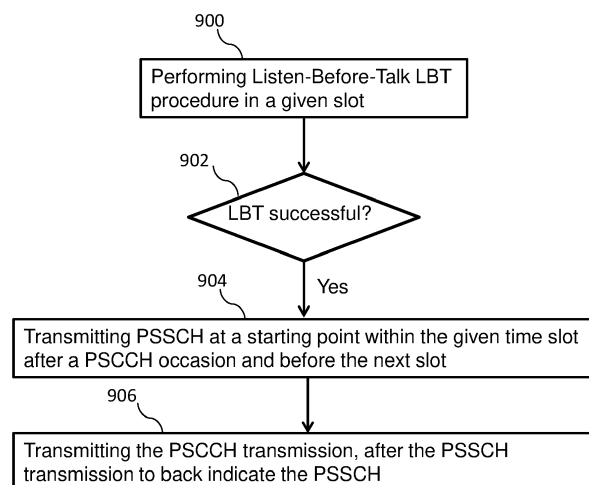 900
Performing Listen-Before-Talk LBT
procedure in a given slot
902
LBT successful?
Yes
904
Transmitting PSSCH at a starting point within the given time slot
after a PSCCH occasion and before the next slot
906
Transmitting the PSCCH transmission, after the PSSCH
transmission to back indicate the PSSCH